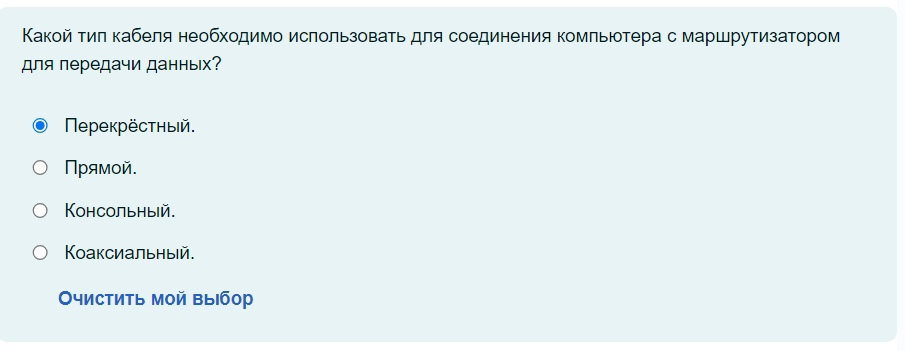 Какой тип кабеля необходимо использовать для соединения компьютера с маршрутизатором
для передачи данных?
Перекрёстный.
Прямой.
Консольный.
Коаксиальный.
Очистить мой выбор